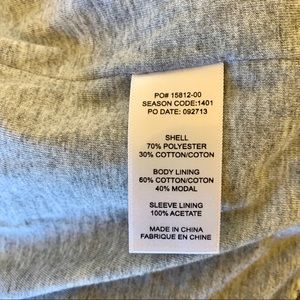 PO# 15812-00
SEASON CODE:1401
PO DATE: 092713
SHELL
70% POLYESTER
30% COTTON/COTON
BODY LINING
60% COTTON/COTON
40% MODAL
SLEEVE LINING
100% ACETATE
MADE IN CHINA
FABRIQUE EN CHINE